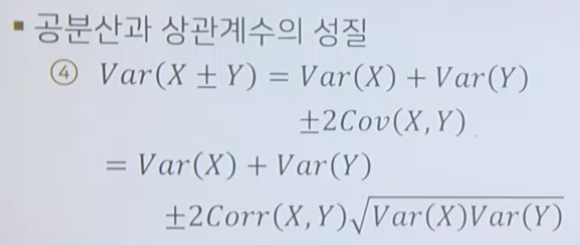 ▪ 공분산과 상관계수의 성질
④ Var(X ± Y) = Var(X) + Var(Y)
±2Cov(X,Y)
= Var(X) + Var(Y)
±2Corr(X,Y)√Var(X)Var(Y)